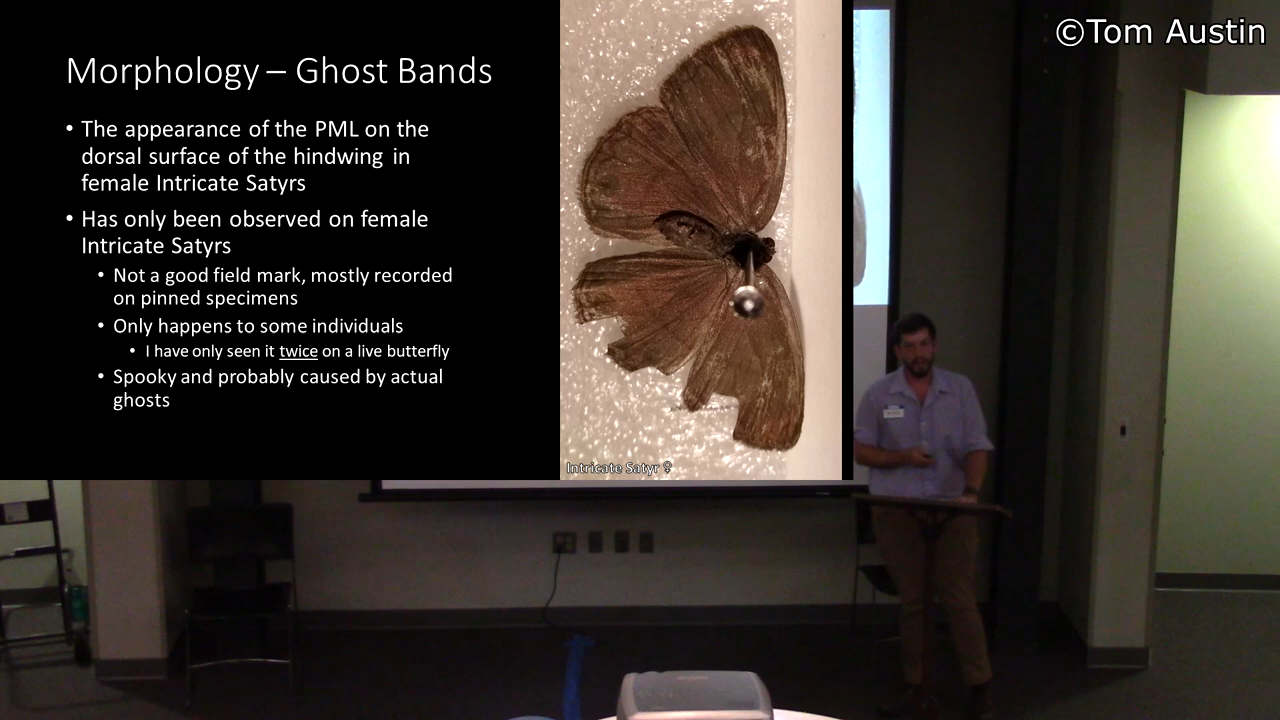 ©Tom Austin
Morphology – Ghost Bands
• The appearance of the PML on the
dorsal surface of the hindwing in
female Intricate Satyrs
• Has only been observed on female
Intricate Satyrs
• Not a good field mark, mostly recorded
on pinned specimens
• Only happens to some individuals
• I have only seen it twice on a live butterfly
• Spooky and probably caused by actual
ghosts
Intricate Satyr ♀